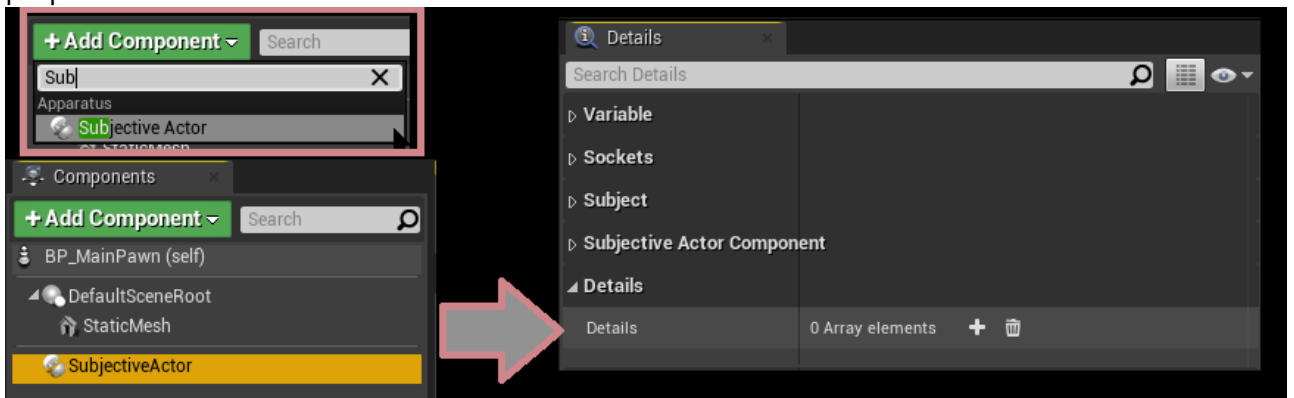 + Add Component
Search
Sub
Apparatus
Subjective Actor
StaticMesh
Components
+ Add Component
Search
BP_MainPawn (self)
DefaultSceneRoot
StaticMesh
SubjectiveActor
Details
Search Details
Variable
Sockets
Subject
Subjective Actor Component
Details
Details 0 Array elements